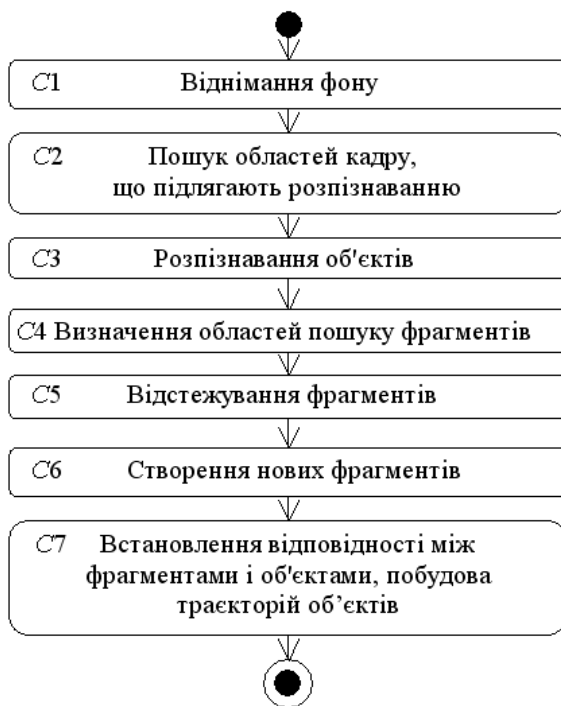 C1 Віднімання фону
C2 Пошук областей кадру,
що підлягають розпізнаванню
C3 Розпізнавання об'єктів
C4 Визначення областей пошуку фрагментів
C5 Відстежування фрагментів
C6 Створення нових фрагментів
C7 Встановлення відповідності між
фрагментами і об'єктами, побудова
траєкторій об’єктів